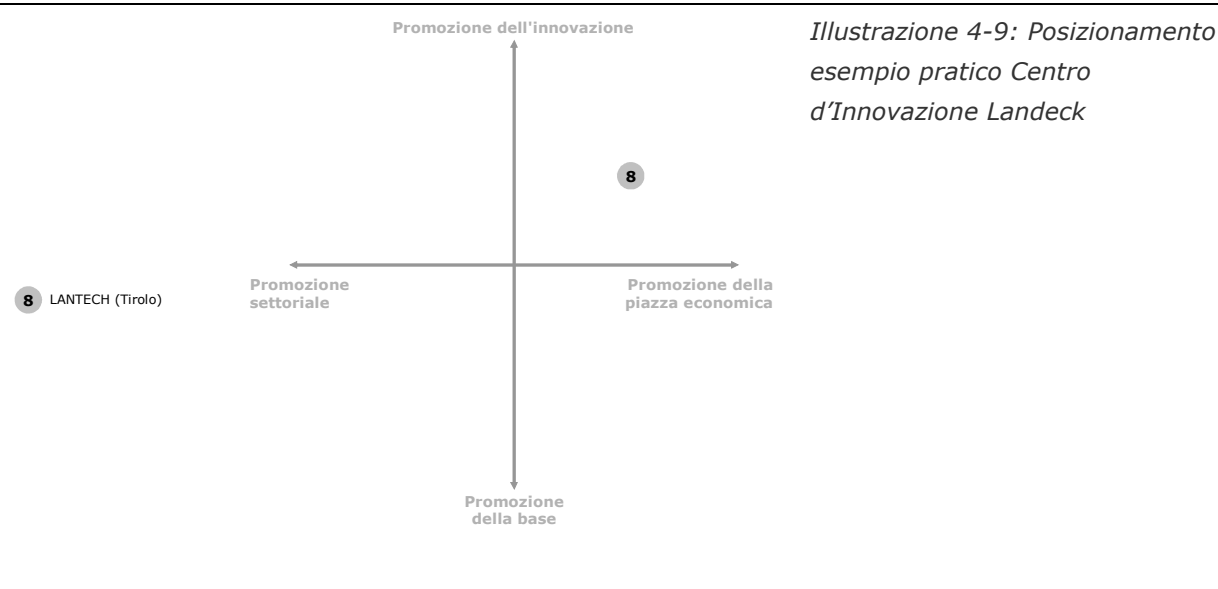 Promozione dell'innovazione
Illustrazione 4-9: Posizionamento
esempio pratico Centro
d’Innovazione Landeck
8
Promozione
settoriale
Promozione della
piazza economica
8 LANTECH (Tirolo)
Promozione
della base